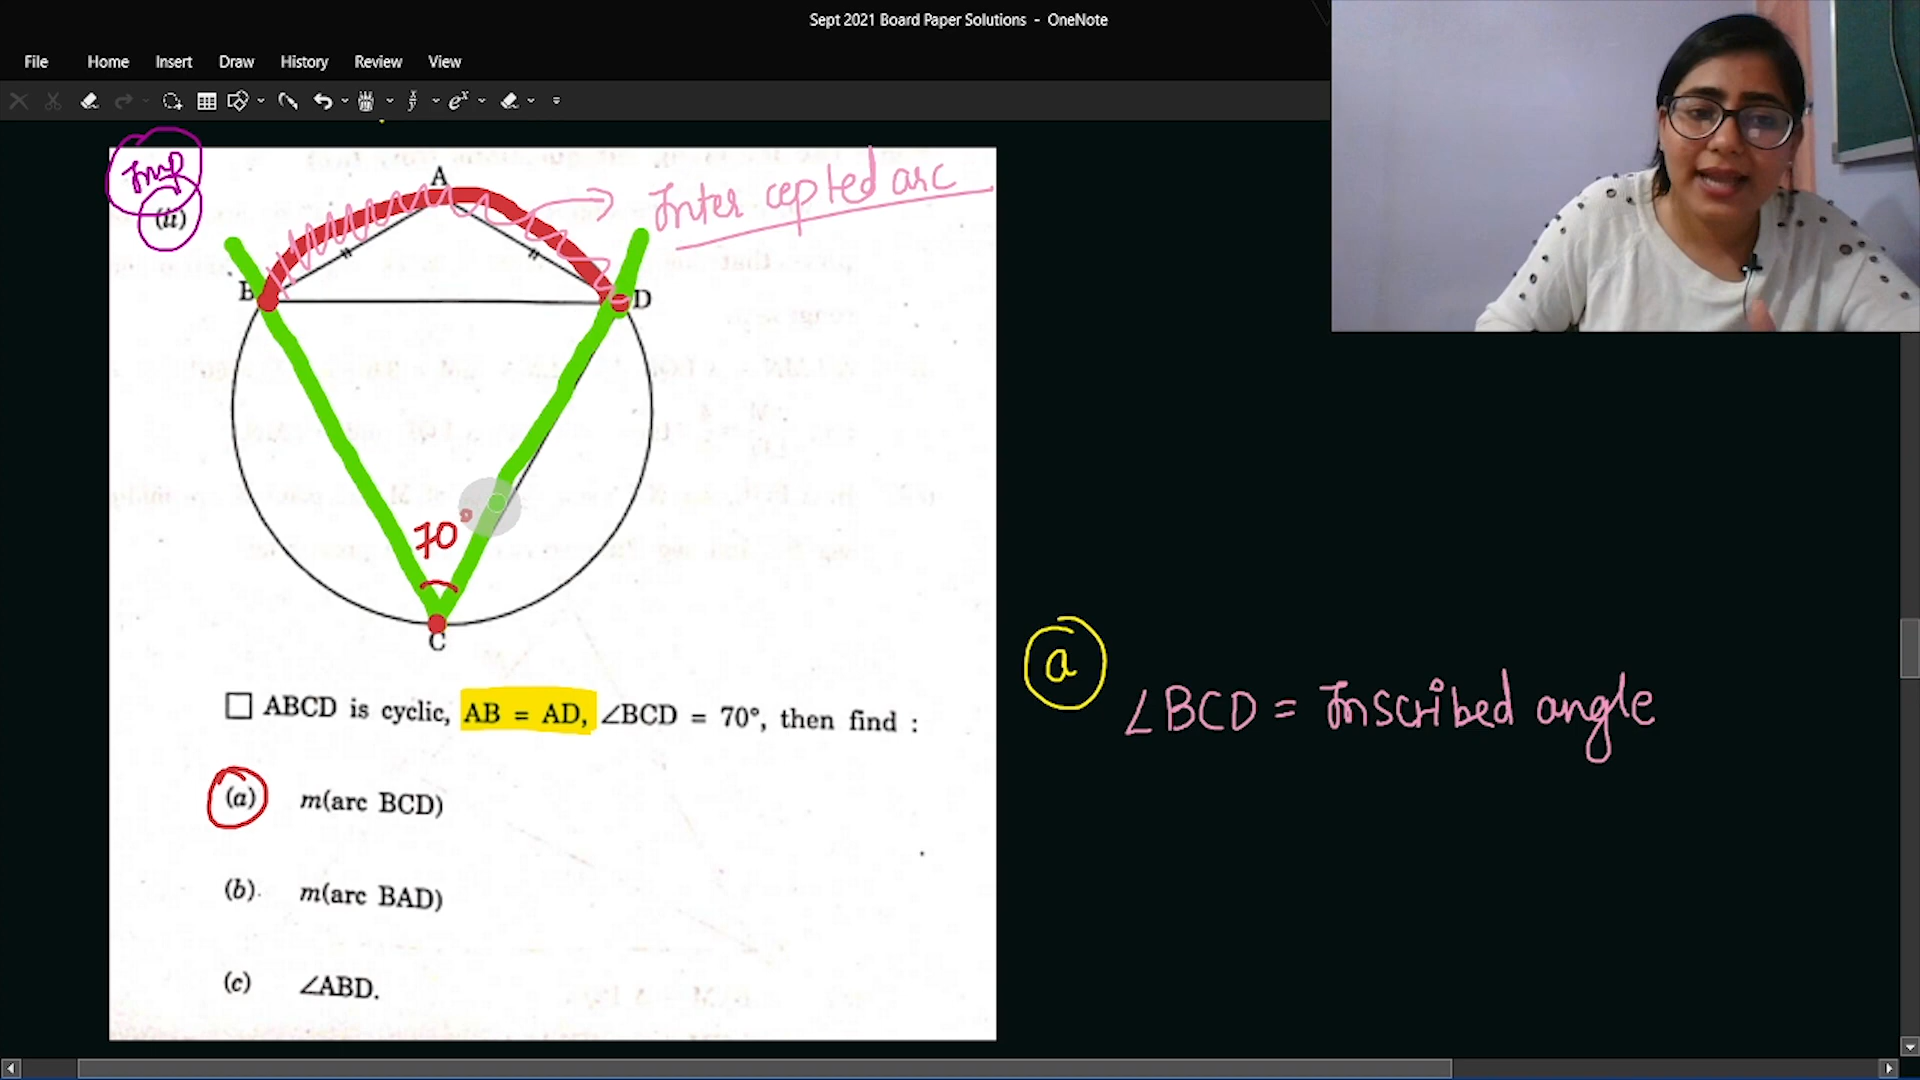 Sept 2021 Board Paper Solutions - OneNote
File Home Insert Draw History Review View
Imp
(ii)
A
Intercepted arc
B
D
70°
C
□ ABCD is cyclic, AB = AD, ∠BCD = 70°, then find :
(a) m(arc BCD)
(b) m(arc BAD)
(c) ∠ABD.
a
∠BCD = Inscribed angle